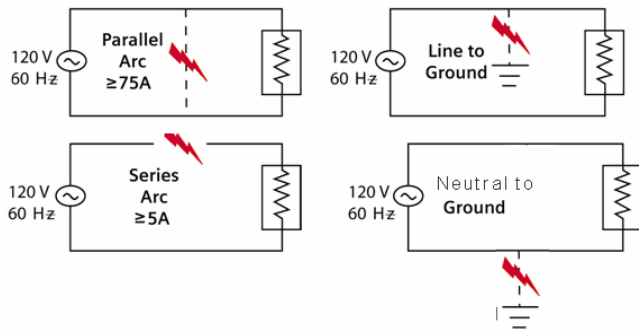 Parallel
Arc
≥75A
120 V
60 Hz
Line to
Ground
120 V
60 Hz
Series
Arc
≥5A
120 V
60 Hz
Neutral to
Ground
120 V
60 Hz